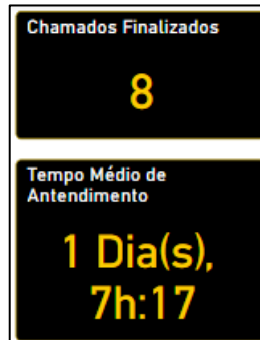 Chamados Finalizados
8
Tempo Médio de
Antendimento
1 Dia(s),
7h:17